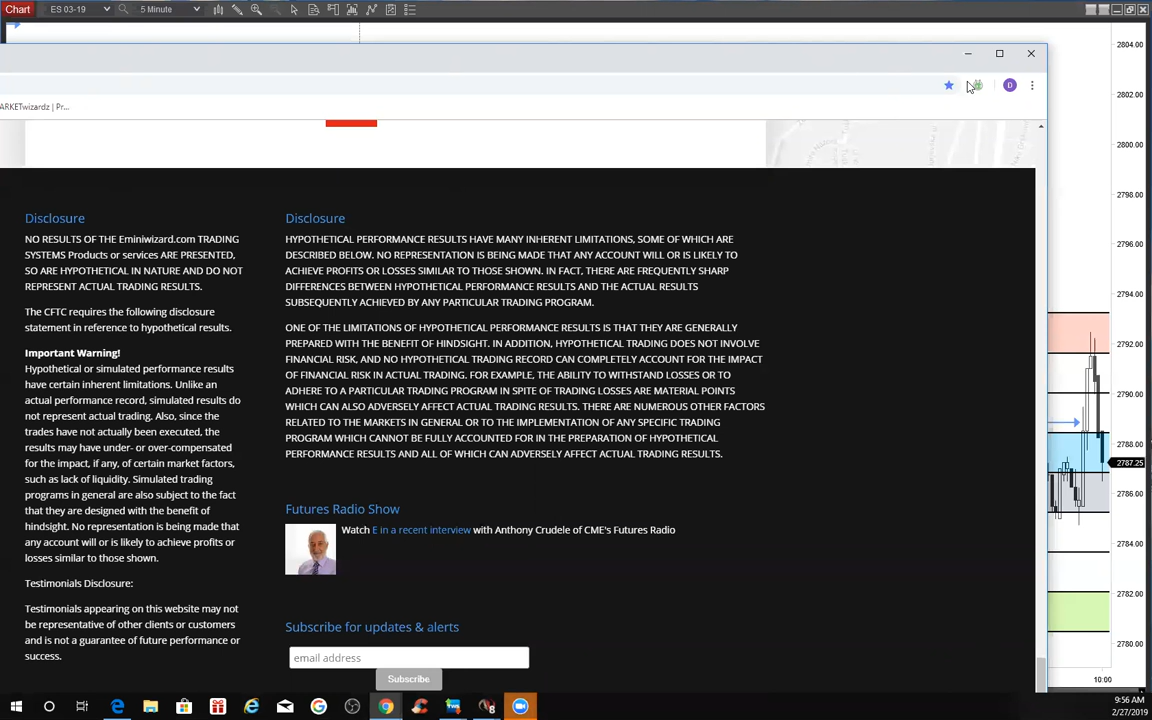 Chart ES 03-19 5 Minute
ARKETwizardz | Pr...
D
Disclosure
NO RESULTS OF THE Eminiwizard.com TRADING
SYSTEMS Products or services ARE PRESENTED,
SO ARE HYPOTHETICAL IN NATURE AND DO NOT
REPRESENT ACTUAL TRADING RESULTS.
The CFTC requires the following disclosure
statement in reference to hypothetical results.
Important Warning!
Hypothetical or simulated performance results
have certain inherent limitations. Unlike an
actual performance record, simulated results do
not represent actual trading. Also, since the
trades have not actually been executed, the
results may have under- or over-compensated
for the impact, if any, of certain market factors,
such as lack of liquidity. Simulated trading
programs in general are also subject to the fact
that they are designed with the benefit of
hindsight. No representation is being made that
any account will or is likely to achieve profits or
losses similar to those shown.
Testimonials Disclosure:
Testimonials appearing on this website may not
be representative of other clients or customers
and is not a guarantee of future performance or
success.
Disclosure
HYPOTHETICAL PERFORMANCE RESULTS HAVE MANY INHERENT LIMITATIONS, SOME OF WHICH ARE
DESCRIBED BELOW. NO REPRESENTATION IS BEING MADE THAT ANY ACCOUNT WILL OR IS LIKELY TO
ACHIEVE PROFITS OR LOSSES SIMILAR TO THOSE SHOWN. IN FACT, THERE ARE FREQUENTLY SHARP
DIFFERENCES BETWEEN HYPOTHETICAL PERFORMANCE RESULTS AND THE ACTUAL RESULTS
SUBSEQUENTLY ACHIEVED BY ANY PARTICULAR TRADING PROGRAM.
ONE OF THE LIMITATIONS OF HYPOTHETICAL PERFORMANCE RESULTS IS THAT THEY ARE GENERALLY
PREPARED WITH THE BENEFIT OF HINDSIGHT. IN ADDITION, HYPOTHETICAL TRADING DOES NOT INVOLVE
FINANCIAL RISK, AND NO HYPOTHETICAL TRADING RECORD CAN COMPLETELY ACCOUNT FOR THE IMPACT
OF FINANCIAL RISK IN ACTUAL TRADING. FOR EXAMPLE, THE ABILITY TO WITHSTAND LOSSES OR TO
ADHERE TO A PARTICULAR TRADING PROGRAM IN SPITE OF TRADING LOSSES ARE MATERIAL POINTS
WHICH CAN ALSO ADVERSELY AFFECT ACTUAL TRADING RESULTS. THERE ARE NUMEROUS OTHER FACTORS
RELATED TO THE MARKETS IN GENERAL OR TO THE IMPLEMENTATION OF ANY SPECIFIC TRADING
PROGRAM WHICH CANNOT BE FULLY ACCOUNTED FOR IN THE PREPARATION OF HYPOTHETICAL
PERFORMANCE RESULTS AND ALL OF WHICH CAN ADVERSELY AFFECT ACTUAL TRADING RESULTS.
Futures Radio Show
Watch E in a recent interview with Anthony Crudele of CME's Futures Radio
Subscribe for updates & alerts
email address
Subscribe
2804.00
2802.00
2800.00
2798.00
2796.00
2794.00
2792.00
2790.00
2788.00
2787.25
2786.00
2784.00
2782.00
2780.00
10:00
9:56 AM
2/27/2019